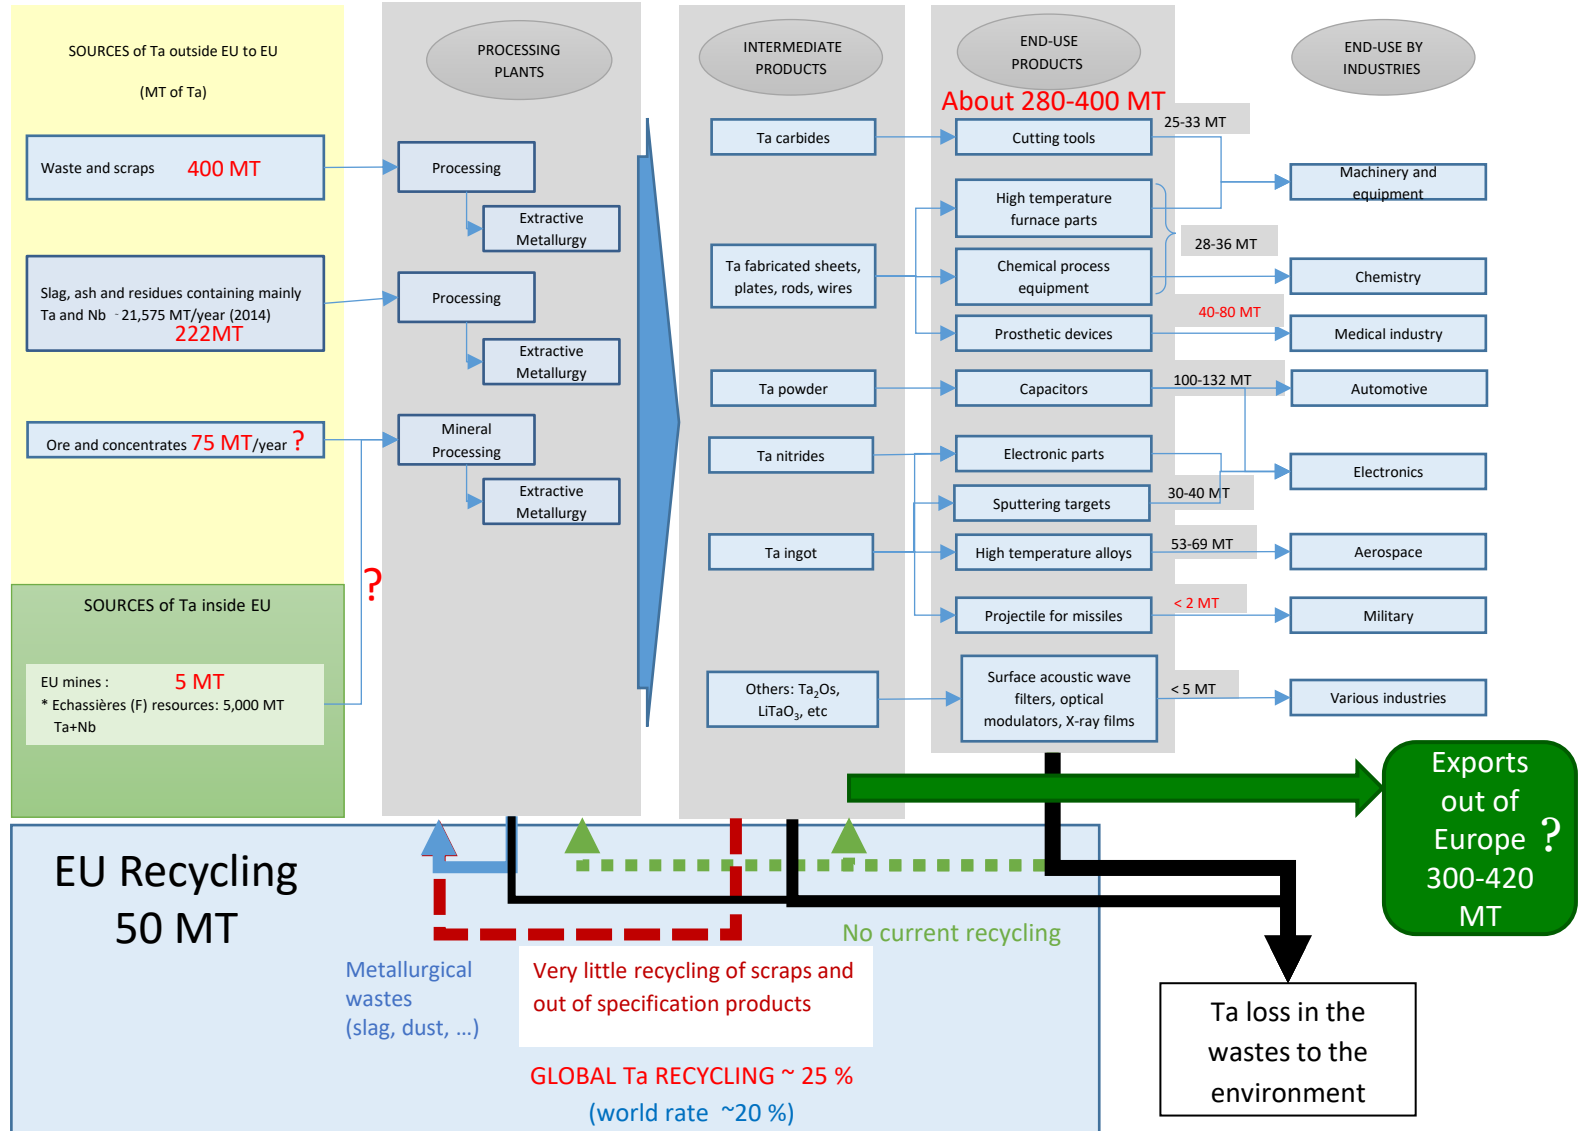 SOURCES of Ta outside EU to EU
(MT of Ta)
Waste and scraps 400 MT
Slag, ash and residues containing mainly
Ta and Nb - 21,575 MT/year (2014)
222MT
Ore and concentrates 75 MT/year ?
SOURCES of Ta inside EU
EU mines : 5 MT
* Echassières (F) resources: 5,000 MT
Ta+Nb
PROCESSING
PLANTS
Processing
Extractive
Metallurgy
Processing
Extractive
Metallurgy
Mineral
Processing
Extractive
Metallurgy
?
INTERMEDIATE
PRODUCTS
Ta carbides
Ta fabricated sheets,
plates, rods, wires
Ta powder
Ta nitrides
Ta ingot
Others: Ta2Os,
LiTaO3, etc
END-USE
PRODUCTS
About 280-400 MT
Cutting tools
High temperature
furnace parts
Chemical process
equipment
Prosthetic devices
Capacitors
Electronic parts
Sputtering targets
High temperature alloys
Projectile for missiles
Surface acoustic wave
filters, optical
modulators, X-ray films
25-33 MT
28-36 MT
40-80 MT
100-132 MT
30-40 MT
53-69 MT
< 2 MT
< 5 MT
END-USE BY
INDUSTRIES
Machinery and
equipment
Chemistry
Medical industry
Automotive
Electronics
Aerospace
Military
Various industries
Exports
out of
Europe ?
300-420
MT
EU Recycling
50 MT
Metallurgical
wastes
(slag, dust, ...)
Very little recycling of scraps and
out of specification products
No current recycling
GLOBAL Ta RECYCLING ~ 25 %
(world rate ~20 %)
Ta loss in the
wastes to the
environment